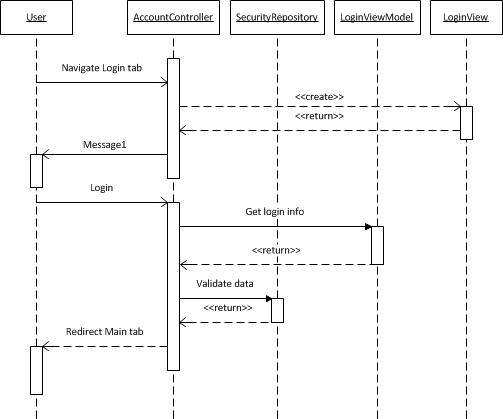 User
AccountController
SecurityRepository
LoginViewModel
LoginView
Navigate Login tab
<<create>>
<<return>>
Message1
Login
Get login info
<<return>>
Validate data
<<return>>
Redirect Main tab